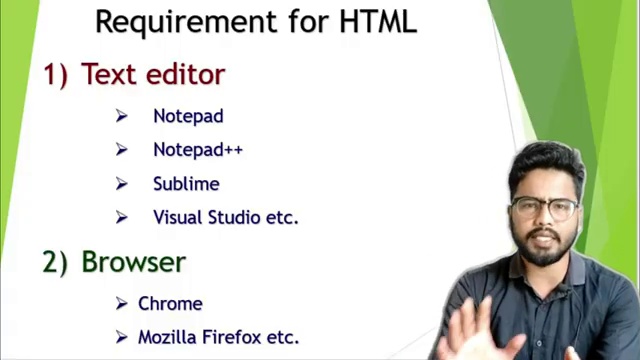 Requirement for HTML
1) Text editor
➢ Notepad
➢ Notepad++
➢ Sublime
➢ Visual Studio etc.
2) Browser
➢ Chrome
➢ Mozilla Firefox etc.